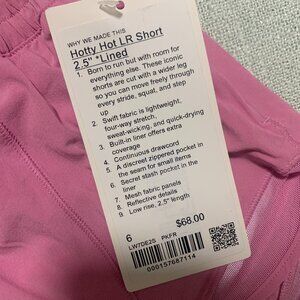 WHY WE MADE THIS
Hotty Hot LR Short
2.5" *Lined
1. Born to run but with room for
everything else. These iconic
shorts are cut with a wider leg
so you can move freely through
every stride, squat, and step
up
2. Swift fabric is lightweight,
four-way stretch,
sweat-wicking, and quick-drying
3. Built-in liner offers extra
coverage
4. Continuous drawcord
5. A discreet zippered pocket in
the seam for small items
6. Secret stash pocket in the
liner
7. Mesh fabric panels
8. Reflective details
9. Low rise, 2.5" length
6 $68.00
LW7DE2S PKFR
000157687114